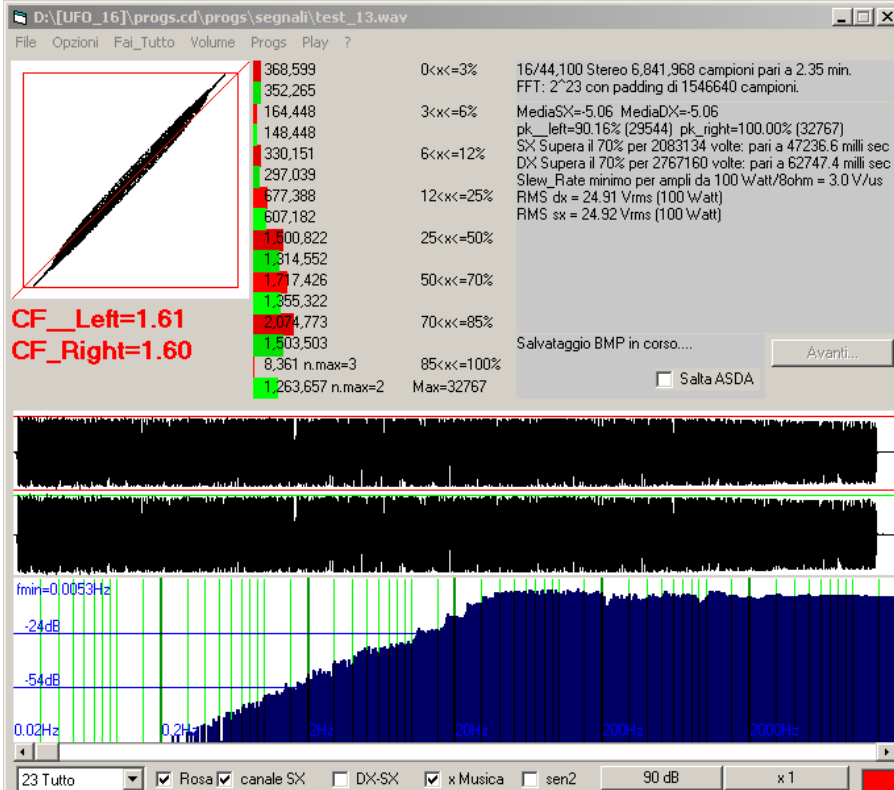 D:\[UFO_16]\progs.cd\progs\segnali\test_13.wav
File Opzioni Fai_Tutto Volume Progs Play ?
368,599 0<x<=3%
352,265
164,448 3<x<=6%
148,448
330,151 6<x<=12%
297,039
677,388 12<x<=25%
607,182
1,500,822 25<x<=50%
1,314,552
1,717,426 50<x<=70%
1,355,322
2,074,773 70<x<=85%
1,503,503
8,361 n.max=3 85<x<=100%
1,263,657 n.max=2 Max=32767
CF__Left=1.61
CF_Right=1.60
16/44,100 Stereo 6,841,968 campioni pari a 2.35 min.
FFT: 2^23 con padding di 1546640 campioni.
MediaSX=-5.06 MediaDX=-5.06
pk__left=90.16% (29544) pk_right=100.00% (32767)
SX Supera il 70% per 2083134 volte: pari a 47236.6 milli sec
DX Supera il 70% per 2767160 volte: pari a 62747.4 milli sec
Slew_Rate minimo per ampli da 100 Watt/8ohm = 3.0 V/us
RMS dx = 24.91 Vrms (100 Watt)
RMS sx = 24.92 Vrms (100 Watt)
Salvataggio BMP in corso....
Avanti...
Salta ASDA
fmin=0.0053Hz
-24dB
-54dB
0.02Hz 0,2Hz 2Hz 20Hz 200Hz 2000Hz
23 Tutto Rosa canale SX DX-SX x Musica sen2 90 dB x 1